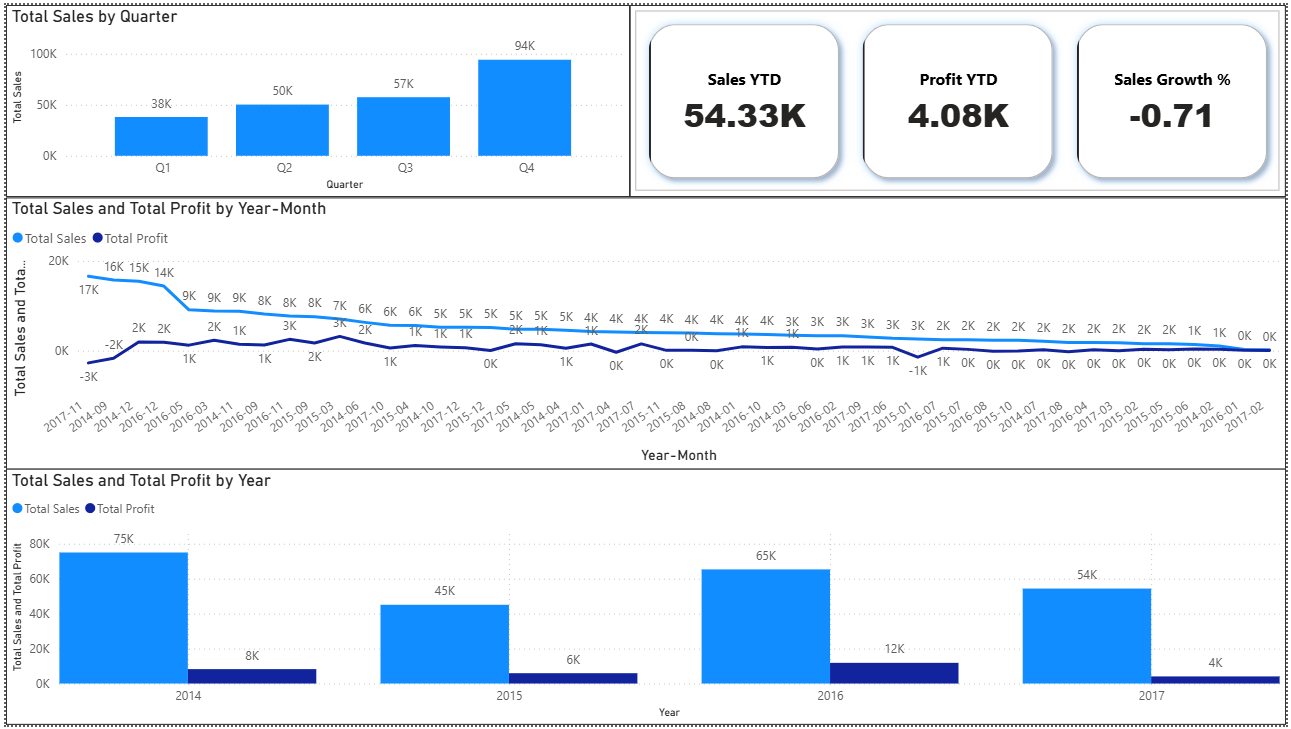 Total Sales by Quarter
Total Sales
100K
50K
0K
38K
50K
57K
94K
Q1 Q2 Q3 Q4
Quarter
Sales YTD
54.33K
Profit YTD
4.08K
Sales Growth %
-0.71
Total Sales and Total Profit by Year-Month
Total Sales Total Profit
Total Sales and Tota...
20K
0K
17K 16K 15K 14K 9K 9K 9K 8K 8K 8K 7K 6K 6K 6K 5K 5K 5K 5K 5K 4K 4K 4K 4K 4K 4K 4K 4K 3K 3K 3K 3K 3K 3K 2K 2K 2K 2K 2K 2K 2K 2K 2K 2K 1K 1K 0K 0K
-3K -2K 2K 2K 1K 2K 1K 1K 3K 2K 3K 2K 1K 1K 1K 1K 0K 2K 1K 1K 1K 0K 2K 0K 0K 1K 1K 1K 0K 1K 1K 1K -1K 1K 0K 0K 0K 0K 0K 0K 0K 0K 0K 0K 0K 0K
2017-11 2014-09 2014-12 2016-12 2016-05 2016-03 2014-11 2016-09 2016-11 2015-09 2015-03 2014-06 2017-10 2015-04 2014-10 2017-12 2015-12 2017-05 2014-05 2014-04 2017-01 2017-04 2017-07 2015-11 2015-08 2014-08 2014-01 2016-10 2014-03 2016-06 2016-02 2017-09 2017-06 2015-01 2016-07 2015-07 2016-08 2015-10 2014-07 2017-08 2016-04 2017-03 2015-02 2015-05 2015-06 2014-02 2016-01 2017-02
Year-Month
Total Sales and Total Profit by Year
Total Sales Total Profit
Total Sales and Total Profit
80K
60K
40K
20K
0K
75K
8K
45K
6K
65K
12K
54K
4K
2014 2015 2016 2017
Year